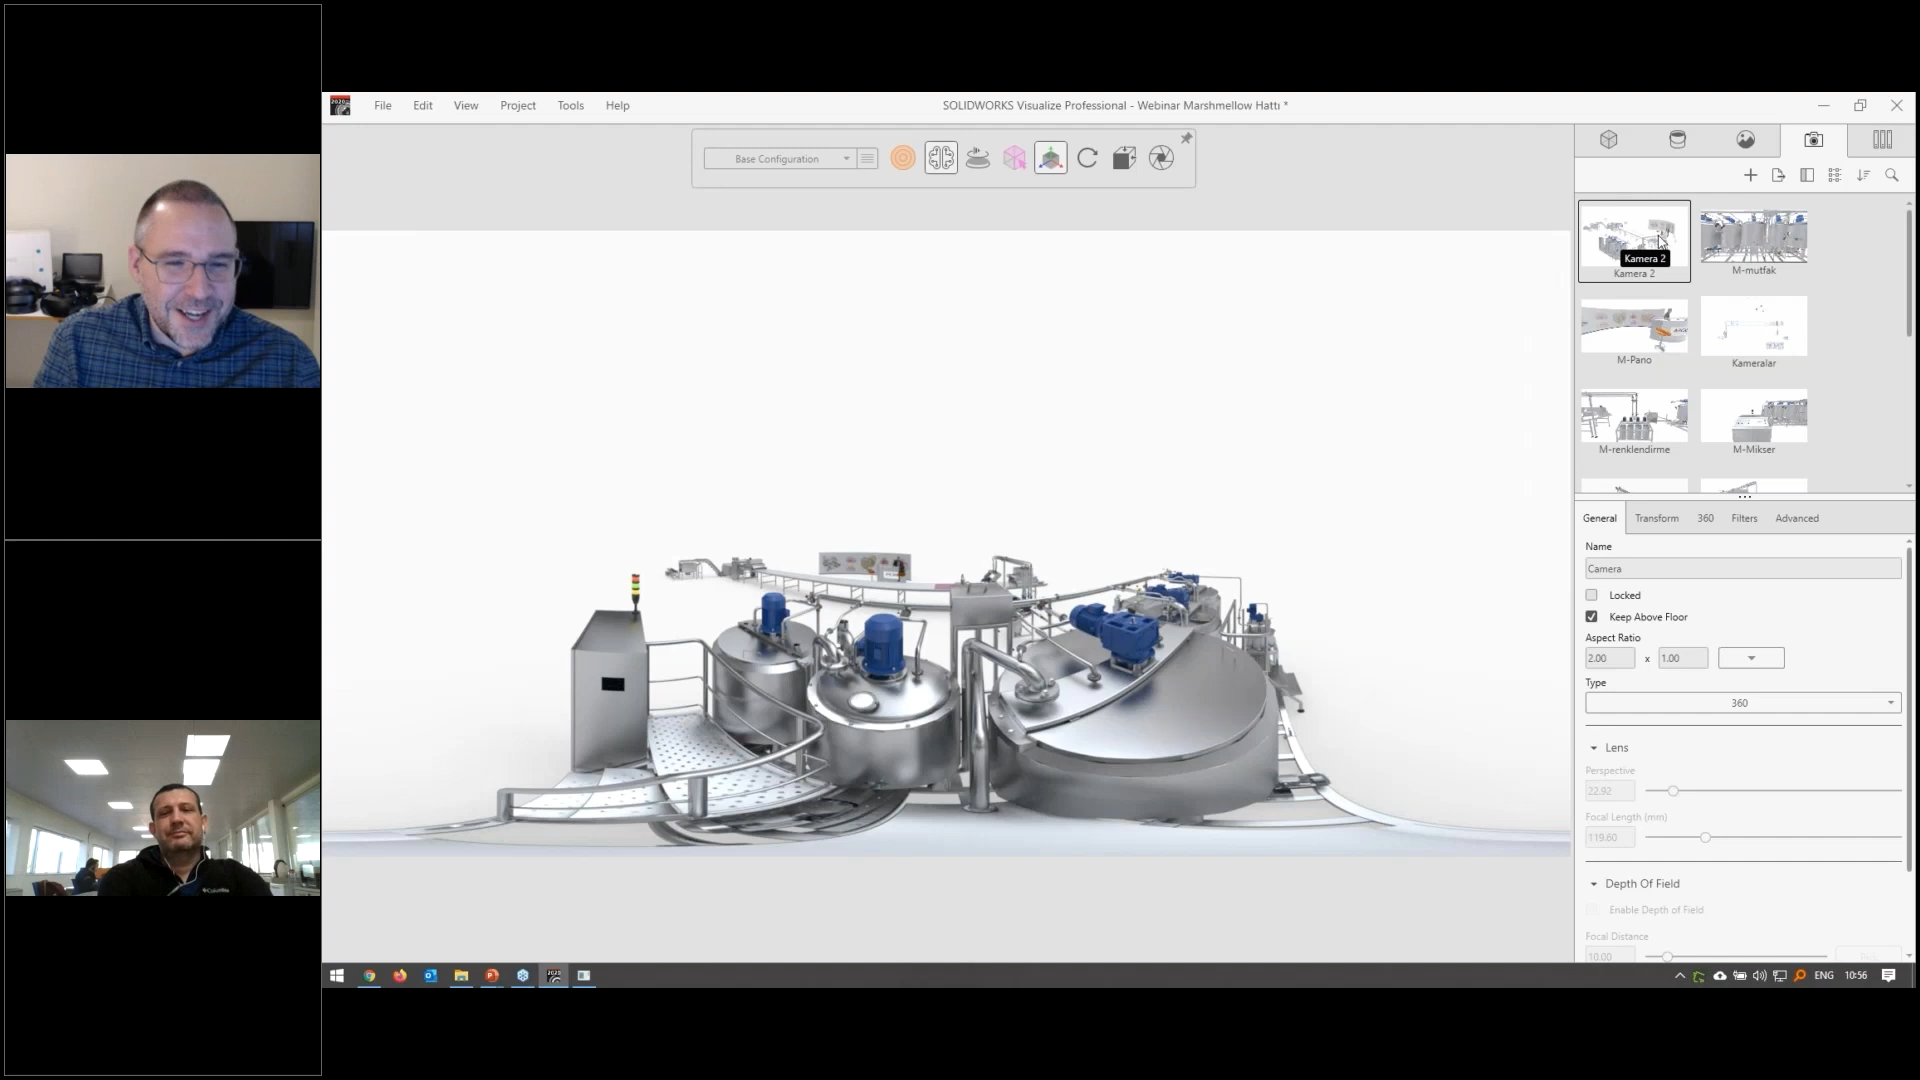 File Edit View Project Tools Help
SOLIDWORKS Visualize Professional - Webinar Marshmellow Hattı *
Base Configuration
Kamera 2
Kamera 2
M-mutfak
M-Pano
Kameralar
M-renklendirme
M-Mikser
General Transform 360 Filters Advanced
Name
Camera
Locked
Keep Above Floor
Aspect Ratio
2.00 x 1.00
Type
360
Lens
Perspective
22.92
Focal Length (mm)
119.60
Depth Of Field
Enable Depth of Field
Focal Distance
10.00
ENG 10:56
Columbia